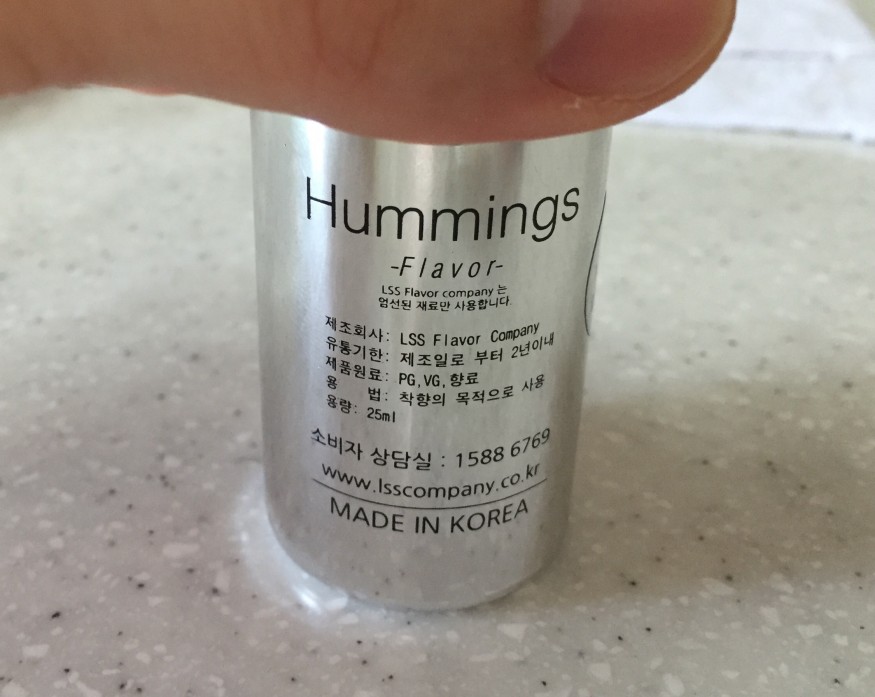 Hummings
-Flavor-
LSS Flavor company 는
엄선된 재료만 사용합니다.
제조회사: LSS Flavor Company
유통기한: 제조일로 부터 2년이내
제품원료: PG,VG,향료
용 법: 착향의 목적으로 사용
용량: 25ml
소비자 상담실 : 1588 6769
www.lsscompany.co.kr
MADE IN KOREA